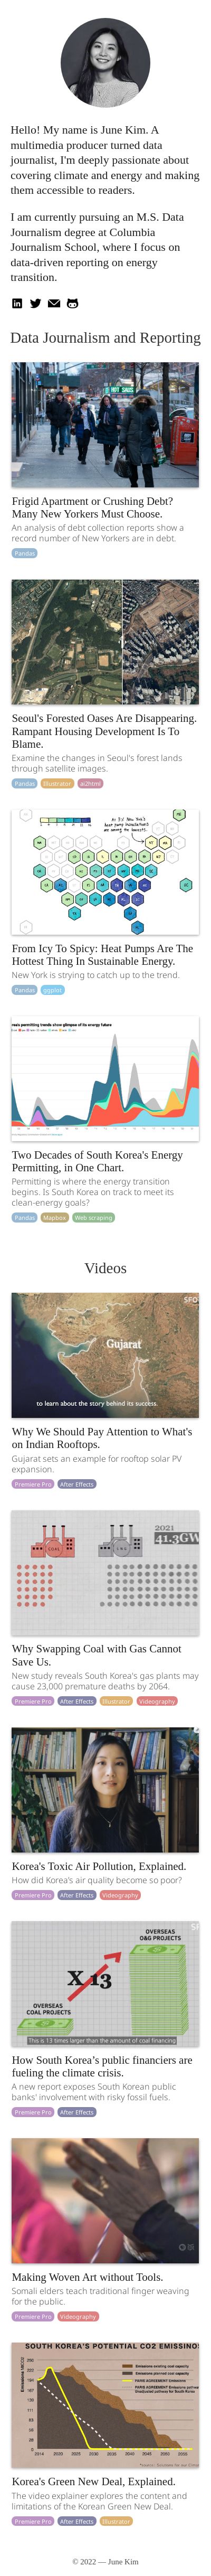 Hello! My name is June Kim. A
multimedia producer turned data
journalist, I'm deeply passionate about
covering climate and energy and making
them accessible to readers.
I am currently pursuing an M.S. Data
Journalism degree at Columbia
Journalism School, where I focus on
data-driven reporting on energy
transition.
Data Journalism and Reporting
Frigid Apartment or Crushing Debt?
Many New Yorkers Must Choose.
An analysis of debt collection reports show a
record number of New Yorkers are in debt.
Pandas
Seoul's Forested Oases Are Disappearing.
Rampant Housing Development Is To
Blame.
Examine the changes in Seoul's forest lands
through satellite images.
Pandas Illustrator ai2html
From Icy To Spicy: Heat Pumps Are The
Hottest Thing In Sustainable Energy.
New York is strying to catch up to the trend.
Pandas ggplot
Two Decades of South Korea's Energy
Permitting, in One Chart.
Permitting is where the energy transition
begins. Is South Korea on track to meet its
clean-energy goals?
Pandas Mapbox Web scraping
Videos
Gujarat
to learn about the story behind its success.
Why We Should Pay Attention to What's
on Indian Rooftops.
Gujarat sets an example for rooftop solar PV
expansion.
Premiere Pro After Effects
COAL
2021
41.3GW
Why Swapping Coal with Gas Cannot
Save Us.
New study reveals South Korea's gas plants may
cause 23,000 premature deaths by 2064.
Premiere Pro After Effects Illustrator Videography
Korea's Toxic Air Pollution, Explained.
How did Korea's air quality become so poor?
Premiere Pro After Effects Videography
OVERSEAS
O&G PROJECTS
X 13
OVERSEAS
COAL PROJECTS
This is 13 times larger than the amount of coal financing
How South Korea’s public financiers are
fueling the climate crisis.
A new report exposes South Korean public
banks' involvement with risky fossil fuels.
Premiere Pro After Effects
Making Woven Art without Tools.
Somali elders teach traditional finger weaving
for the public.
Premiere Pro Videography
SOUTH KOREA'S POTENTIAL CO2 EMISSIONS
Korea's Green New Deal, Explained.
The video explainer explores the content and
limitations of the Korean Green New Deal.
Premiere Pro After Effects Illustrator
© 2022 — June Kim